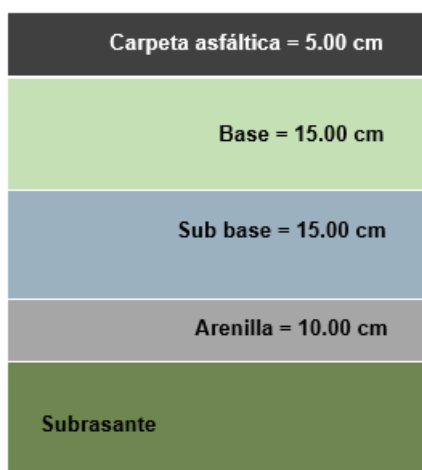 Carpeta asfáltica = 5.00 cm
Base = 15.00 cm
Sub base = 15.00 cm
Arenilla = 10.00 cm
Subrasante